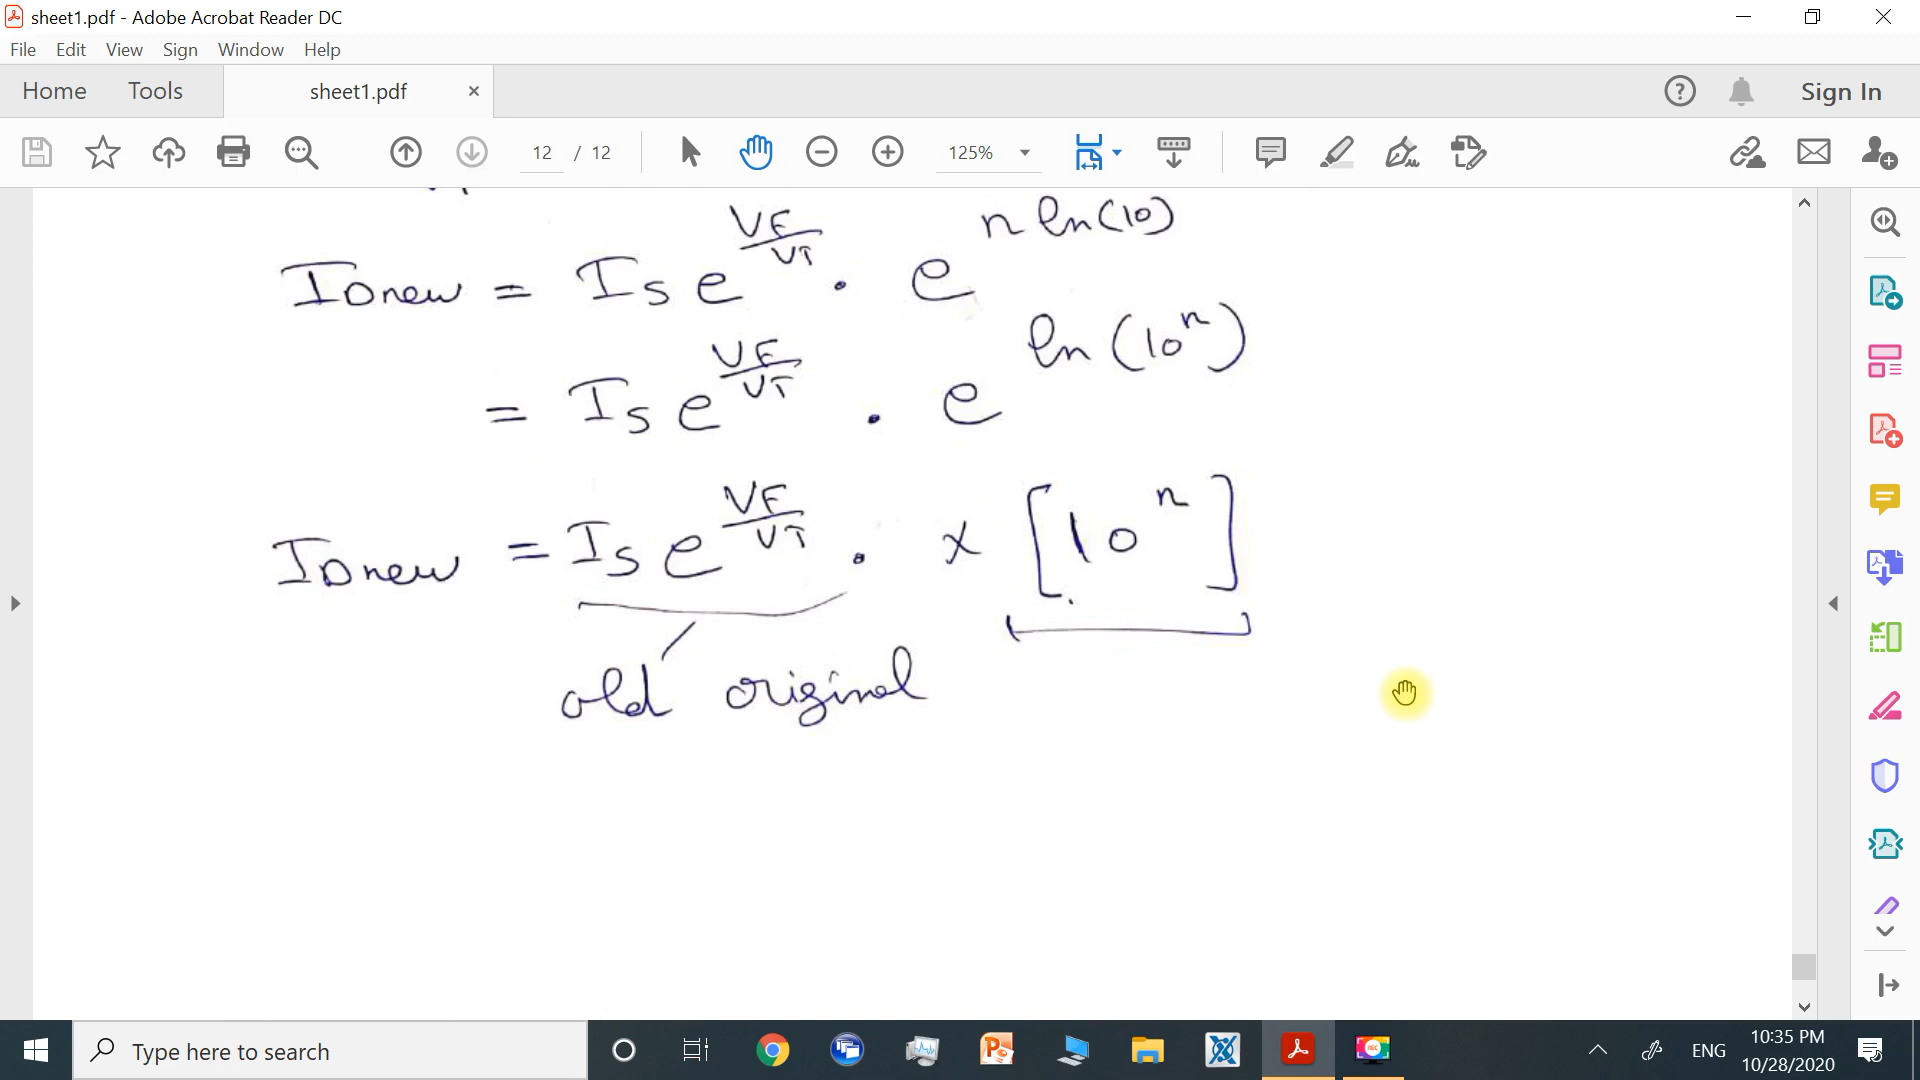 sheet1.pdf - Adobe Acrobat Reader DC
File Edit View Sign Window Help
Home Tools sheet1.pdf × Sign In
12 / 12 125%
IDnew = Is e^(VF/VT) . e^(n ln(10))
= Is e^(VF/VT) . e^(ln(10^n))
IDnew = Is e^(VF/VT) . x [10^n]
old original
Type here to search
ENG
10:35 PM
10/28/2020